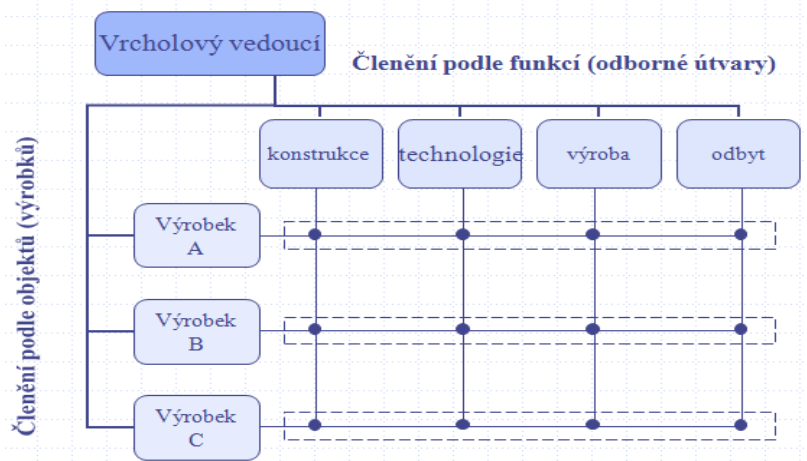 Vrcholový vedoucí
Členění podle funkcí (odborné útvary)
konstrukce
technologie
výroba
odbyt
Členění podle objektů (výrobků)
Výrobek
A
Výrobek
B
Výrobek
C